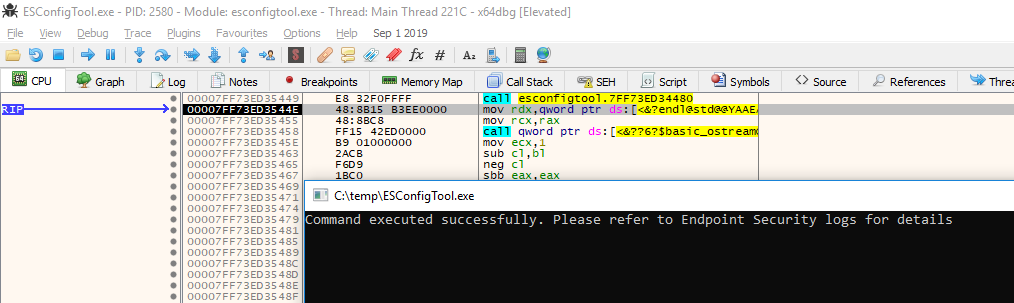 ESConfigTool.exe - PID: 2580 - Module: esconfigtool.exe - Thread: Main Thread 221C - x64dbg [Elevated]
File View Debug Trace Plugins Favourites Options Help Sep 1 2019
CPU Graph Log Notes Breakpoints Memory Map Call Stack SEH Script Symbols Source References Threa
00007FF73ED35449 E8 32F0FFFF call esconfigtool.7FF73ED34480
RIP 00007FF73ED3544E 48:8B15 B3EE0000 mov rdx,qword ptr ds:[<&?endl@std@@YAAEA
00007FF73ED35455 48:8BC8 mov rcx,rax
00007FF73ED35458 FF15 42ED0000 call qword ptr ds:[<&??6?$basic_ostream
00007FF73ED3545E B9 01000000 mov ecx,1
00007FF73ED35463 2ACB sub cl,bl
00007FF73ED35465 F6D9 neg cl
00007FF73ED35467 1BC0 sbb eax,eax
00007FF73ED35469
00007FF73ED3546D
00007FF73ED35471
00007FF73ED35474
00007FF73ED35479
00007FF73ED35481
00007FF73ED35485
00007FF73ED35489
00007FF73ED3548C
00007FF73ED3548D
00007FF73ED3548E
00007FF73ED3548F
C:\temp\ESConfigTool.exe
Command executed successfully. Please refer to Endpoint Security logs for details